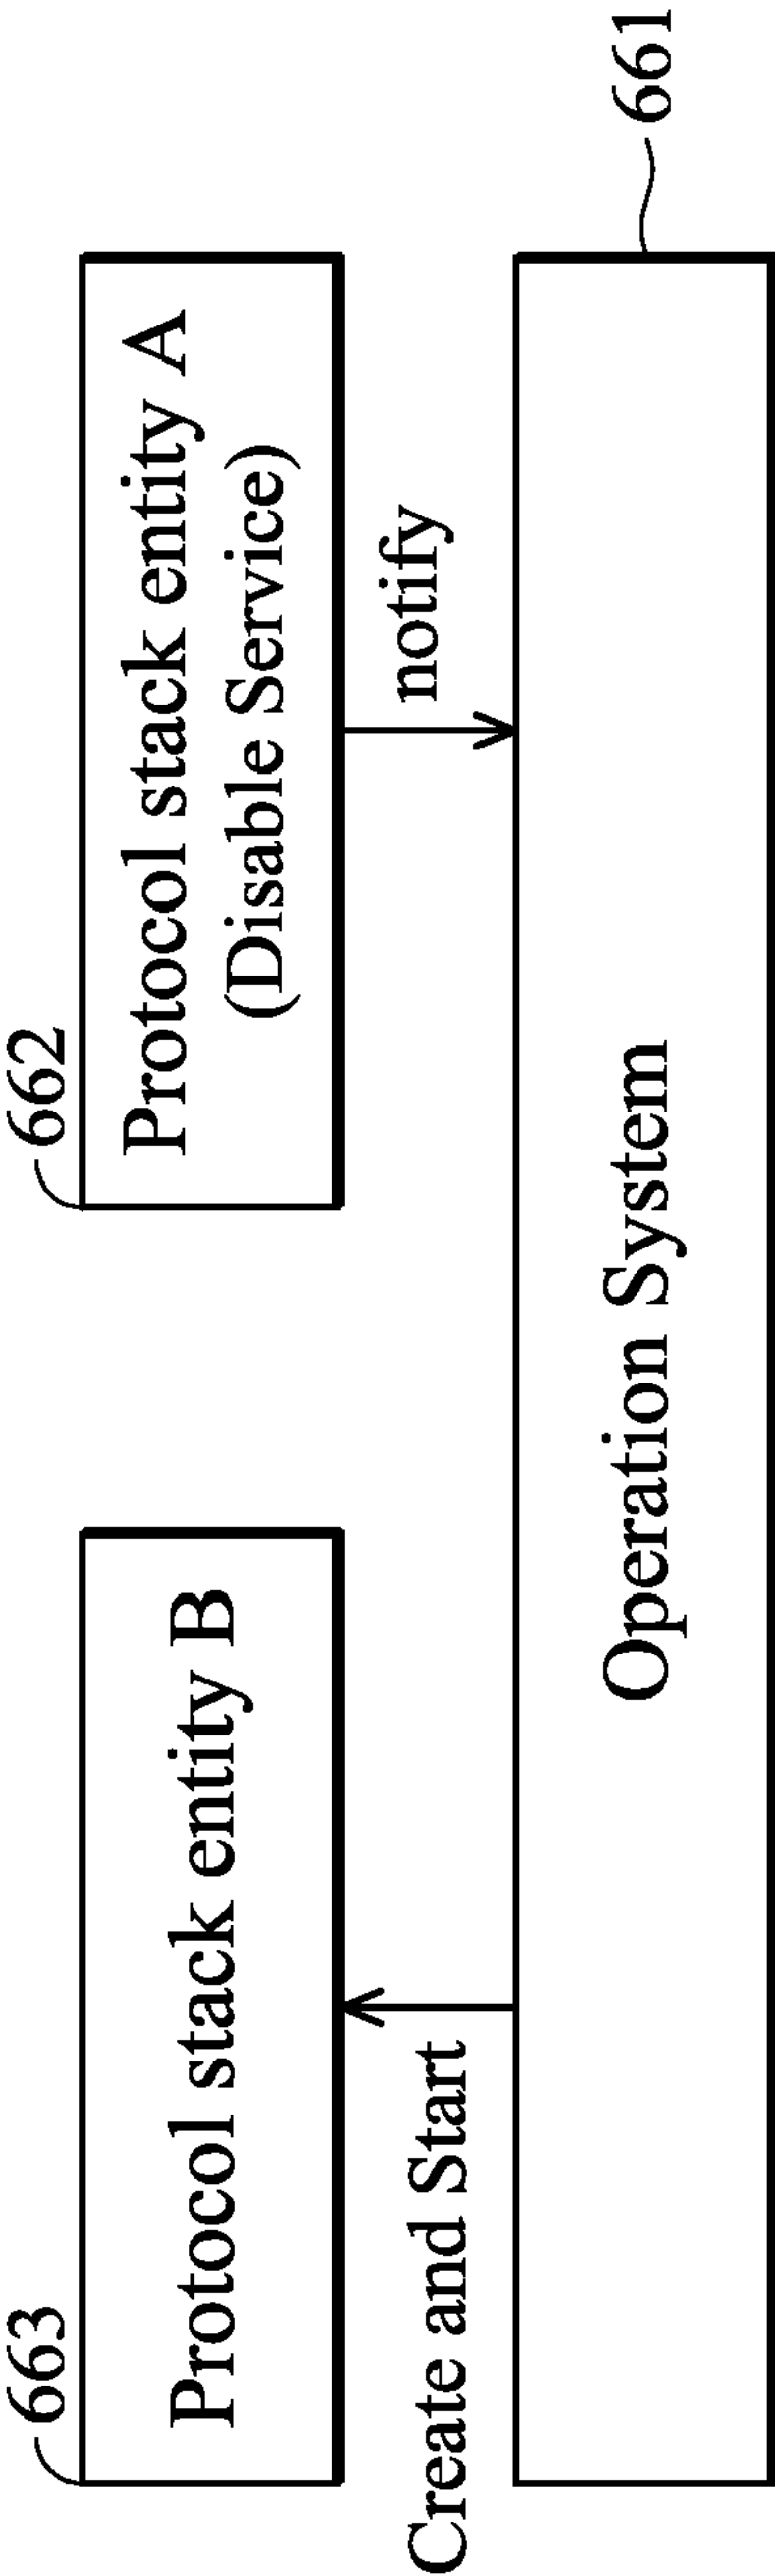 663
Protocol stack entity B
662
Protocol stack entity A
(Disable Service)
Create and Start
notify
Operation System
661